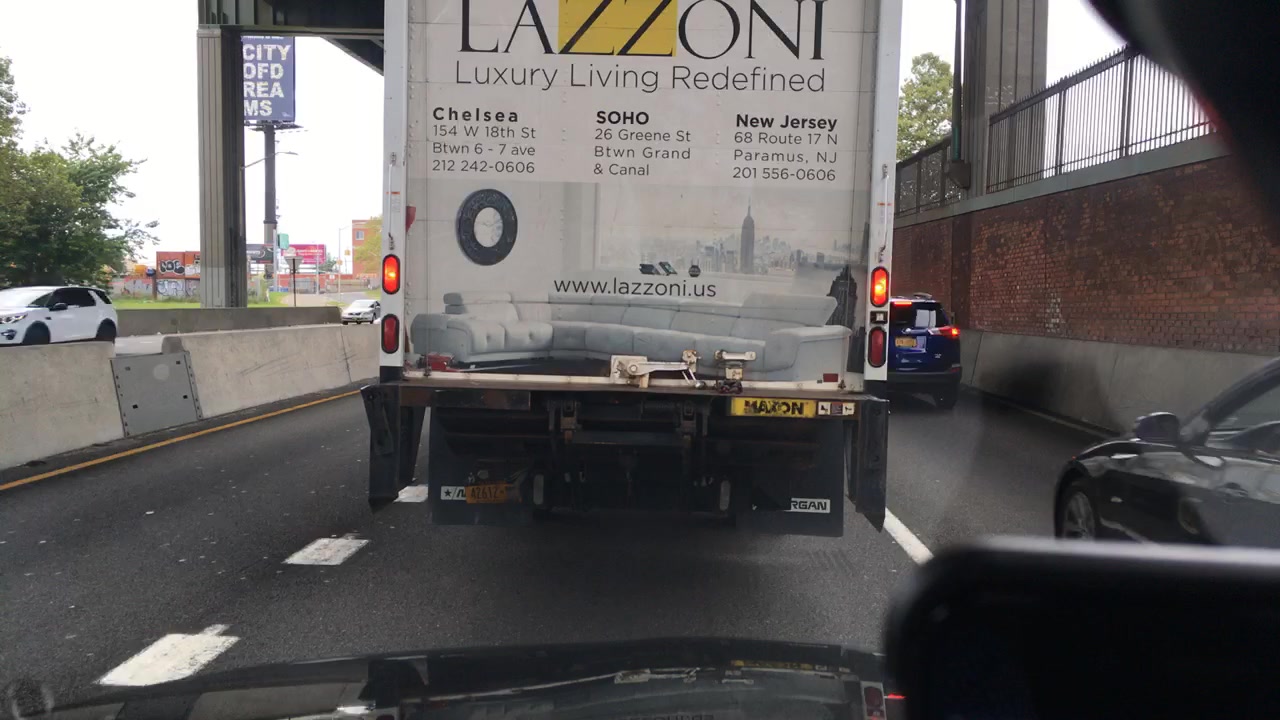 CITY
OFD
REA
MS
LAZZONI
Luxury Living Redefined
Chelsea
154 W 18th St
Btwn 6 - 7 ave
212 242-0606
SOHO
26 Greene St
Btwn Grand
& Canal
New Jersey
68 Route 17 N
Paramus, NJ
201 556-0606
www.lazzoni.us
MAXON
RGAN